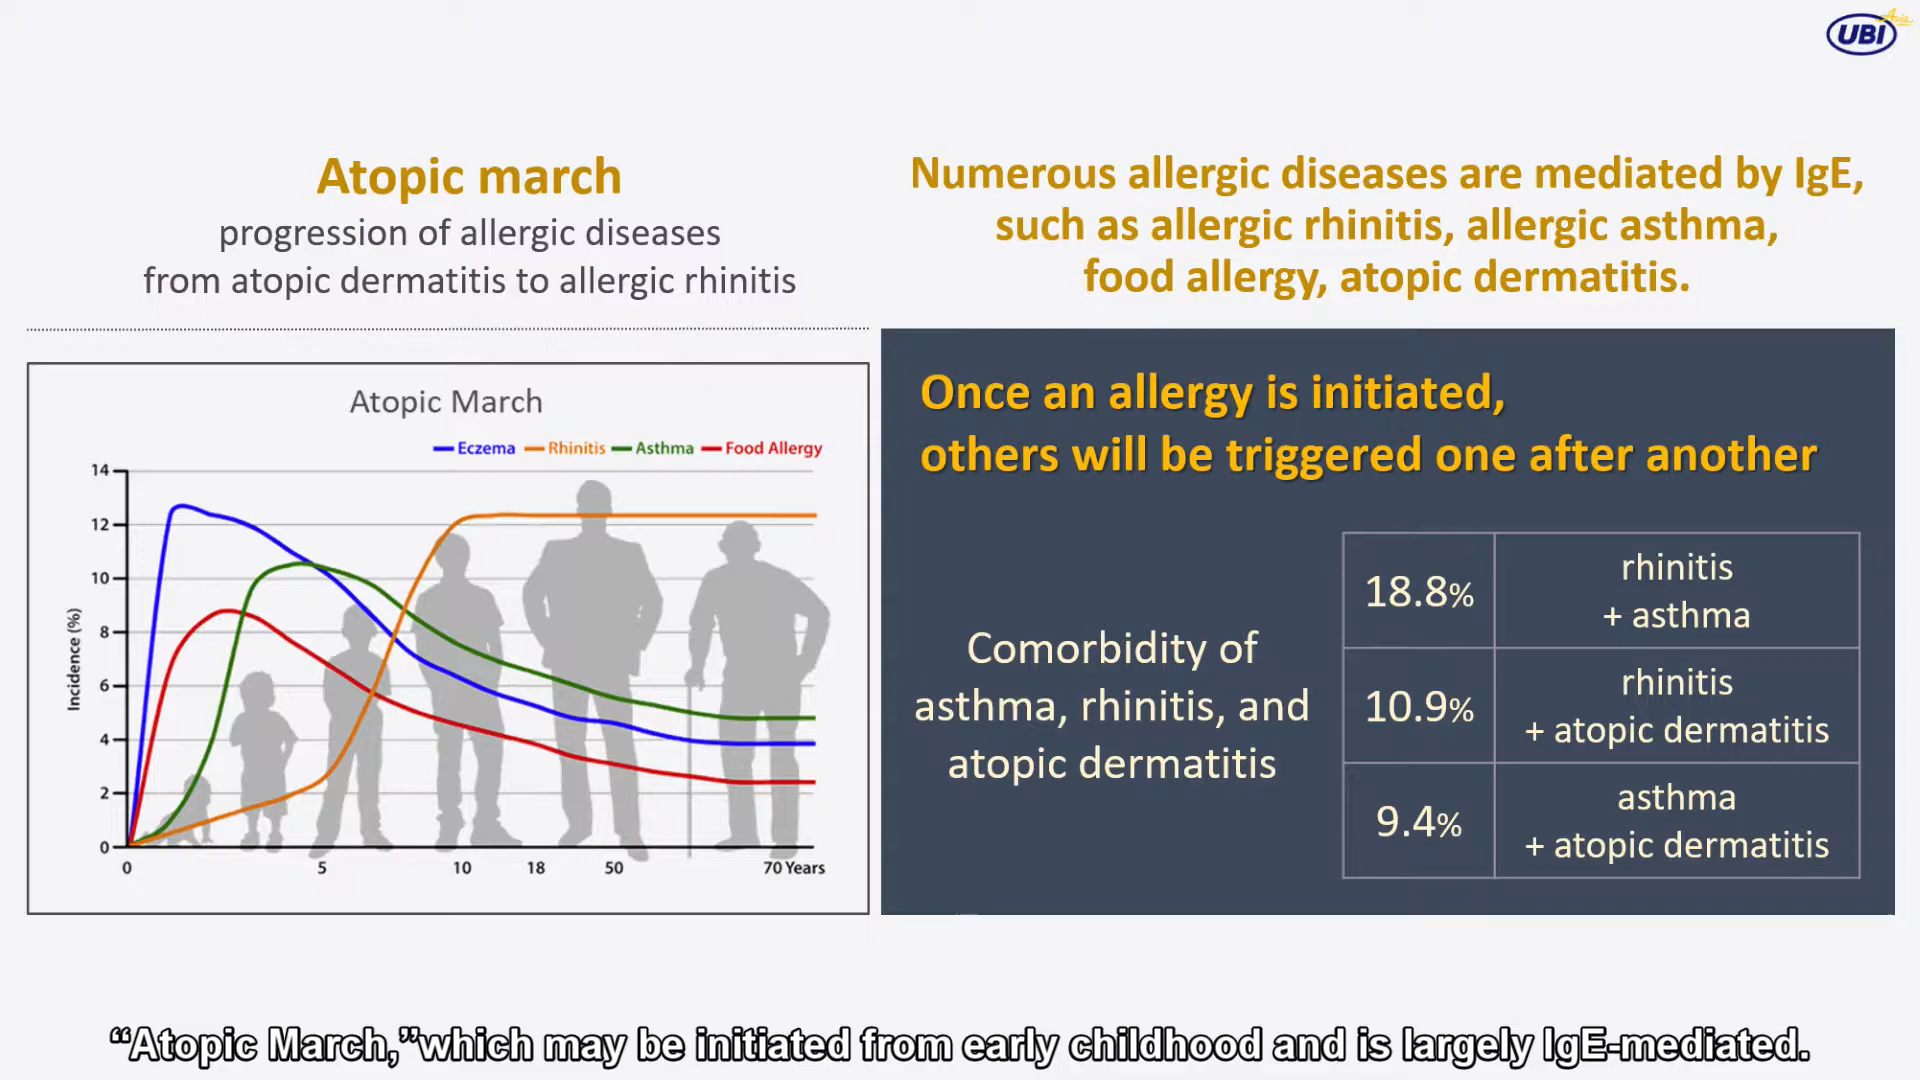 UBI Asia
Atopic march
progression of allergic diseases
from atopic dermatitis to allergic rhinitis
Numerous allergic diseases are mediated by IgE,
such as allergic rhinitis, allergic asthma,
food allergy, atopic dermatitis.
Atopic March
Eczema Rhinitis Asthma Food Allergy
Incidence (%)
14
12
10
8
6
4
2
0
0 5 10 18 50 70 Years
Once an allergy is initiated,
others will be triggered one after another
Comorbidity of
asthma, rhinitis, and
atopic dermatitis
18.8%
rhinitis
+ asthma
10.9%
rhinitis
+ atopic dermatitis
9.4%
asthma
+ atopic dermatitis
“Atopic March,”which may be initiated from early childhood and is largely IgE-mediated.